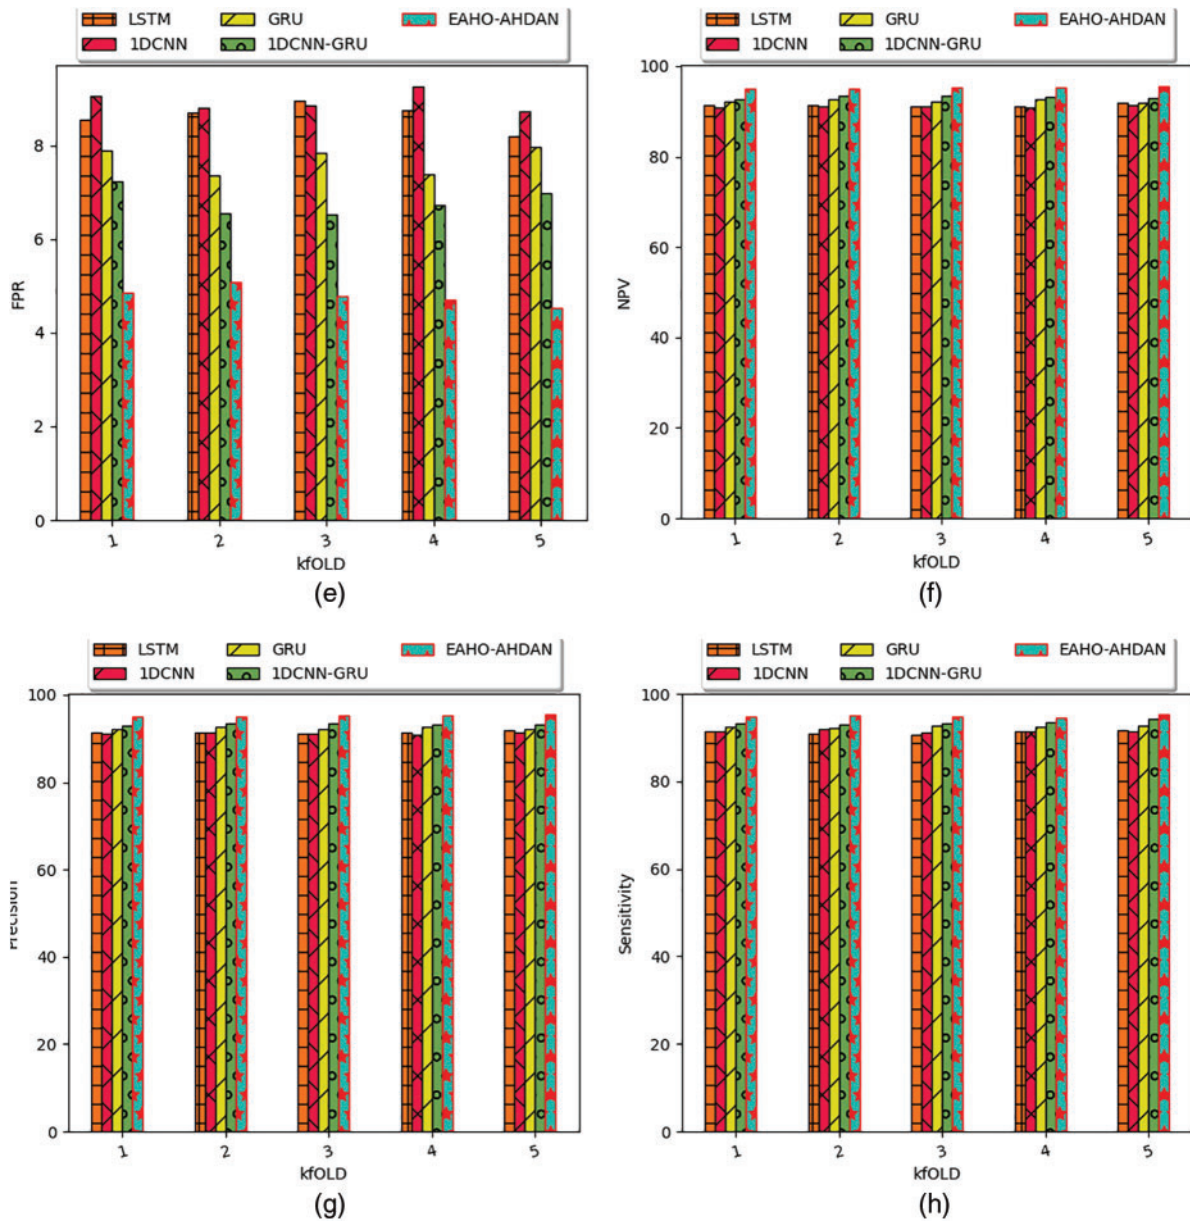 LSTM GRU EAHO-AHDAN
1DCNN 1DCNN-GRU
8
6
4
2
0
FPR
1 2 3 4 5
kfOLD
(e)
LSTM GRU EAHO-AHDAN
1DCNN 1DCNN-GRU
100
80
60
40
20
0
NPV
1 2 3 4 5
kfOLD
(f)
LSTM GRU EAHO-AHDAN
1DCNN 1DCNN-GRU
100
80
60
40
20
0
Precision
1 2 3 4 5
kfOLD
(g)
LSTM GRU EAHO-AHDAN
1DCNN 1DCNN-GRU
100
80
60
40
20
0
Sensitivity
1 2 3 4 5
kfOLD
(h)